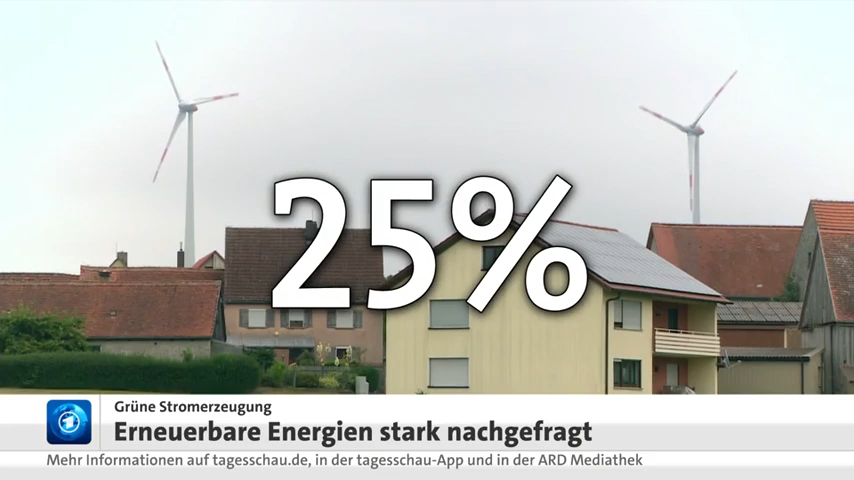 25%
Grüne Stromerzeugung
Erneuerbare Energien stark nachgefragt
Mehr Informationen auf tagesschau.de, in der tagesschau-App und in der ARD Mediathek